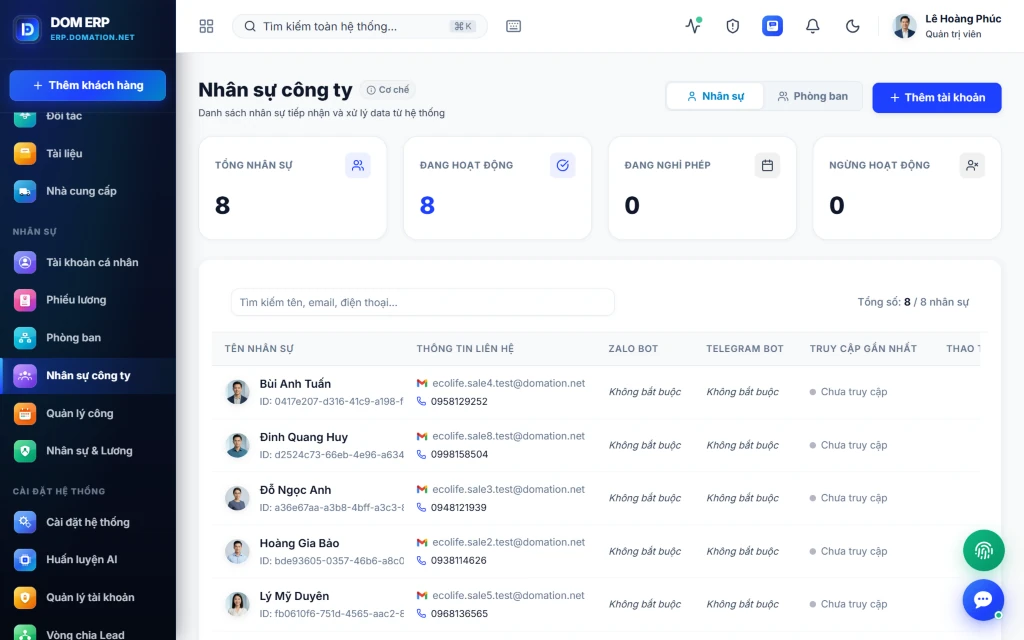 DOM ERP
ERP.DOMATION.NET
+ Thêm khách hàng
Đối tác
Tài liệu
Nhà cung cấp
NHÂN SỰ
Tài khoản cá nhân
Phiếu lương
Phòng ban
Nhân sự công ty
Quản lý công
Nhân sự & Lương
CÀI ĐẶT HỆ THỐNG
Cài đặt hệ thống
Huấn luyện AI
Quản lý tài khoản
Vòng chia Lead
Tìm kiếm toàn hệ thống...
⌘K
Lê Hoàng Phúc
Quản trị viên
Nhân sự công ty
Cơ chế
Danh sách nhân sự tiếp nhận và xử lý data từ hệ thống
Nhân sự
Phòng ban
+ Thêm tài khoản
TỔNG NHÂN SỰ
8
ĐANG HOẠT ĐỘNG
8
ĐANG NGHỈ PHÉP
0
NGỪNG HOẠT ĐỘNG
0
Tìm kiếm tên, email, điện thoại...
Tổng số: 8 / 8 nhân sự
TÊN NHÂN SỰ THÔNG TIN LIÊN HỆ ZALO BOT TELEGRAM BOT TRUY CẬP GẦN NHẤT THAO
Bùi Anh Tuấn
ID: 0417e207-d316-41c9-a198-f
ecolife.sale4.test@domation.net
0958129252
Không bắt buộc
Không bắt buộc
Chưa truy cập
Đinh Quang Huy
ID: d2524c73-66eb-4e96-a634
ecolife.sale8.test@domation.net
0998158504
Không bắt buộc
Không bắt buộc
Chưa truy cập
Đỗ Ngọc Anh
ID: a36e67aa-a3b8-4bff-a3c3-8
ecolife.sale3.test@domation.net
0948121939
Không bắt buộc
Không bắt buộc
Chưa truy cập
Hoàng Gia Bảo
ID: bde93605-0357-46b6-a8c0
ecolife.sale2.test@domation.net
0938114626
Không bắt buộc
Không bắt buộc
Chưa truy cập
Lý Mỹ Duyên
ID: fb0610f6-751d-4565-aac2-8
ecolife.sale5.test@domation.net
0968136565
Không bắt buộc
Không bắt buộc
Chưa truy cập